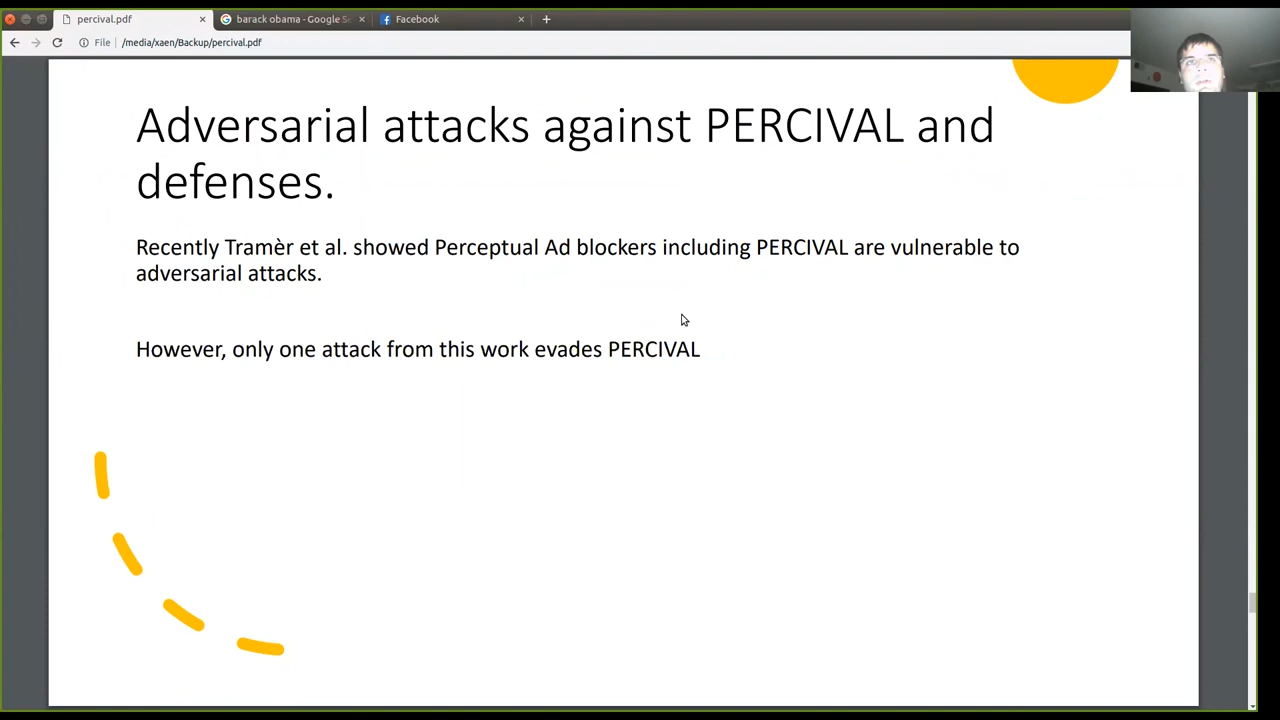 percival.pdf
barack obama - Google Se
Facebook
File
/media/xaen/Backup/percival.pdf
Adversarial attacks against PERCIVAL and
defenses.
Recently Tramèr et al. showed Perceptual Ad blockers including PERCIVAL are vulnerable to
adversarial attacks.
However, only one attack from this work evades PERCIVAL